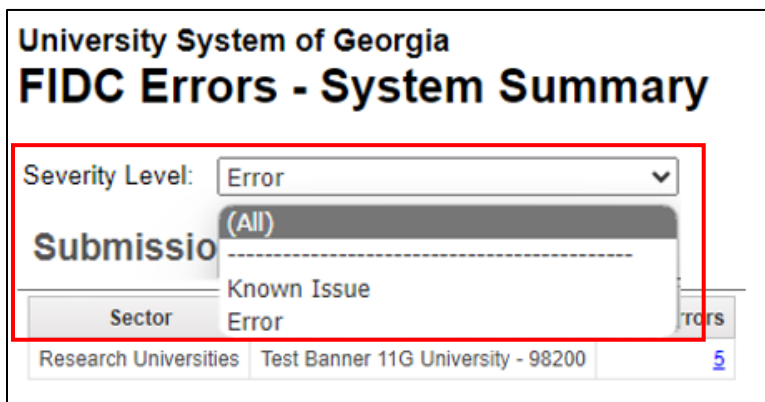 University System of Georgia
FIDC Errors - System Summary
Severity Level: Error
(All)
Submissio
--------------------------------------------
Known Issue
Sector Error rrors
Research Universities Test Banner 11G University - 98200 5